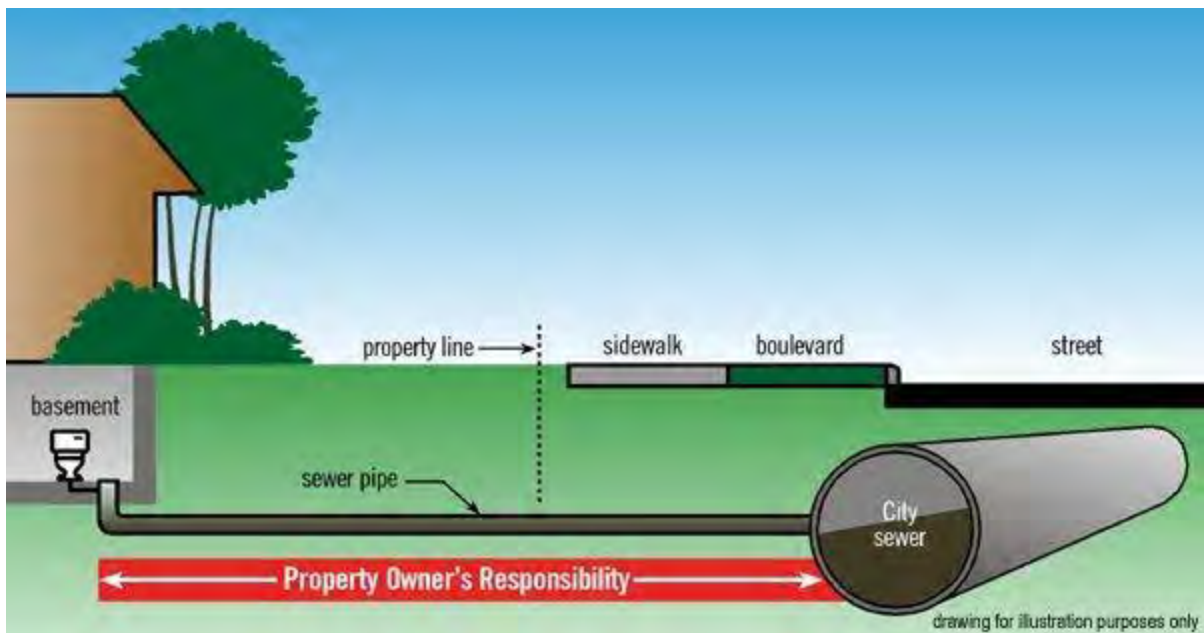 property line
sidewalk
boulevard
street
basement
sewer pipe
City
sewer
Property Owner's Responsibility
drawing for illustration purposes only